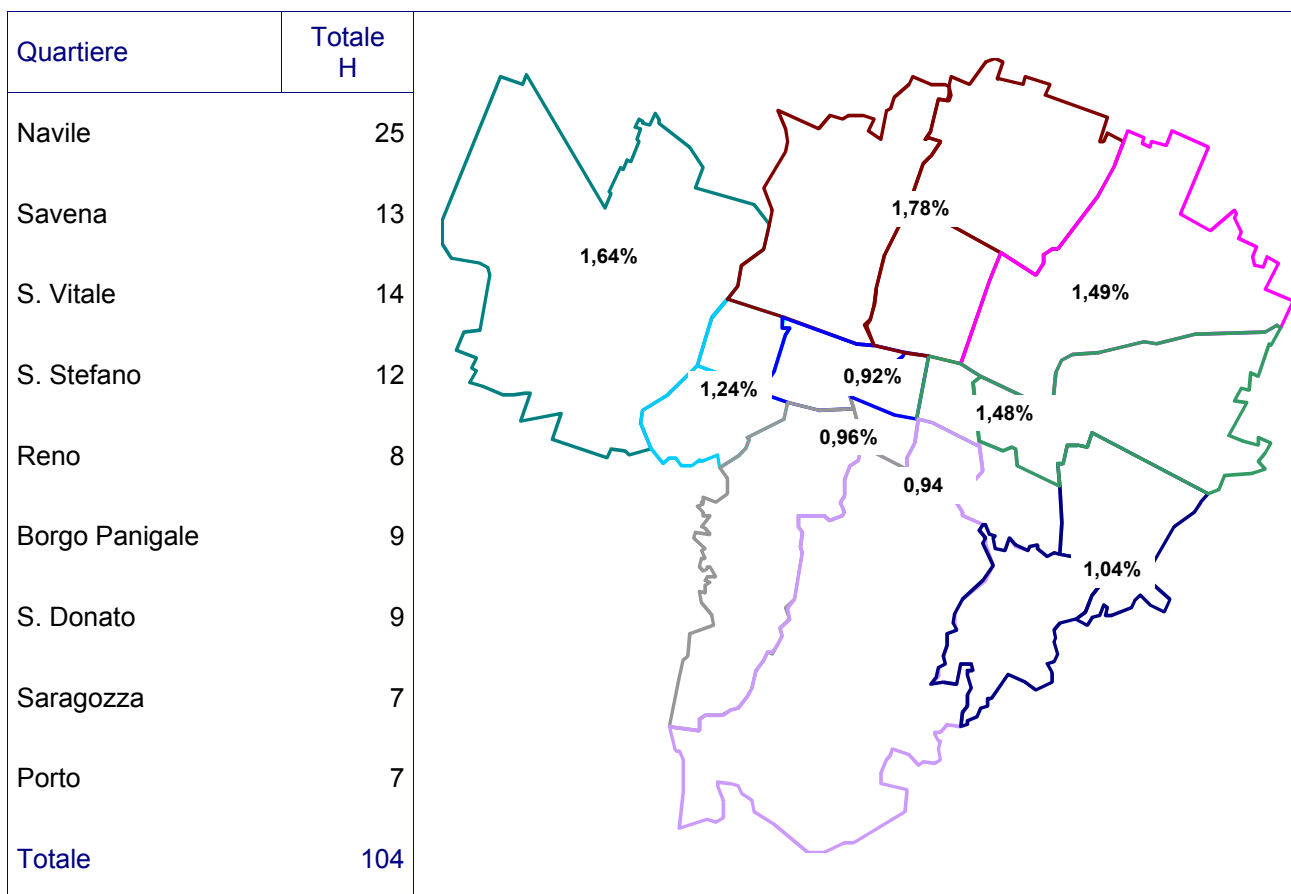 Quartiere Totale H
Navile 25
Savena 13
S. Vitale 14
S. Stefano 12
Reno 8
Borgo Panigale 9
S. Donato 9
Saragozza 7
Porto 7
Totale 104
1,78%
1,64%
1,49%
1,24%
0,92%
1,48%
0,96%
0,94
1,04%